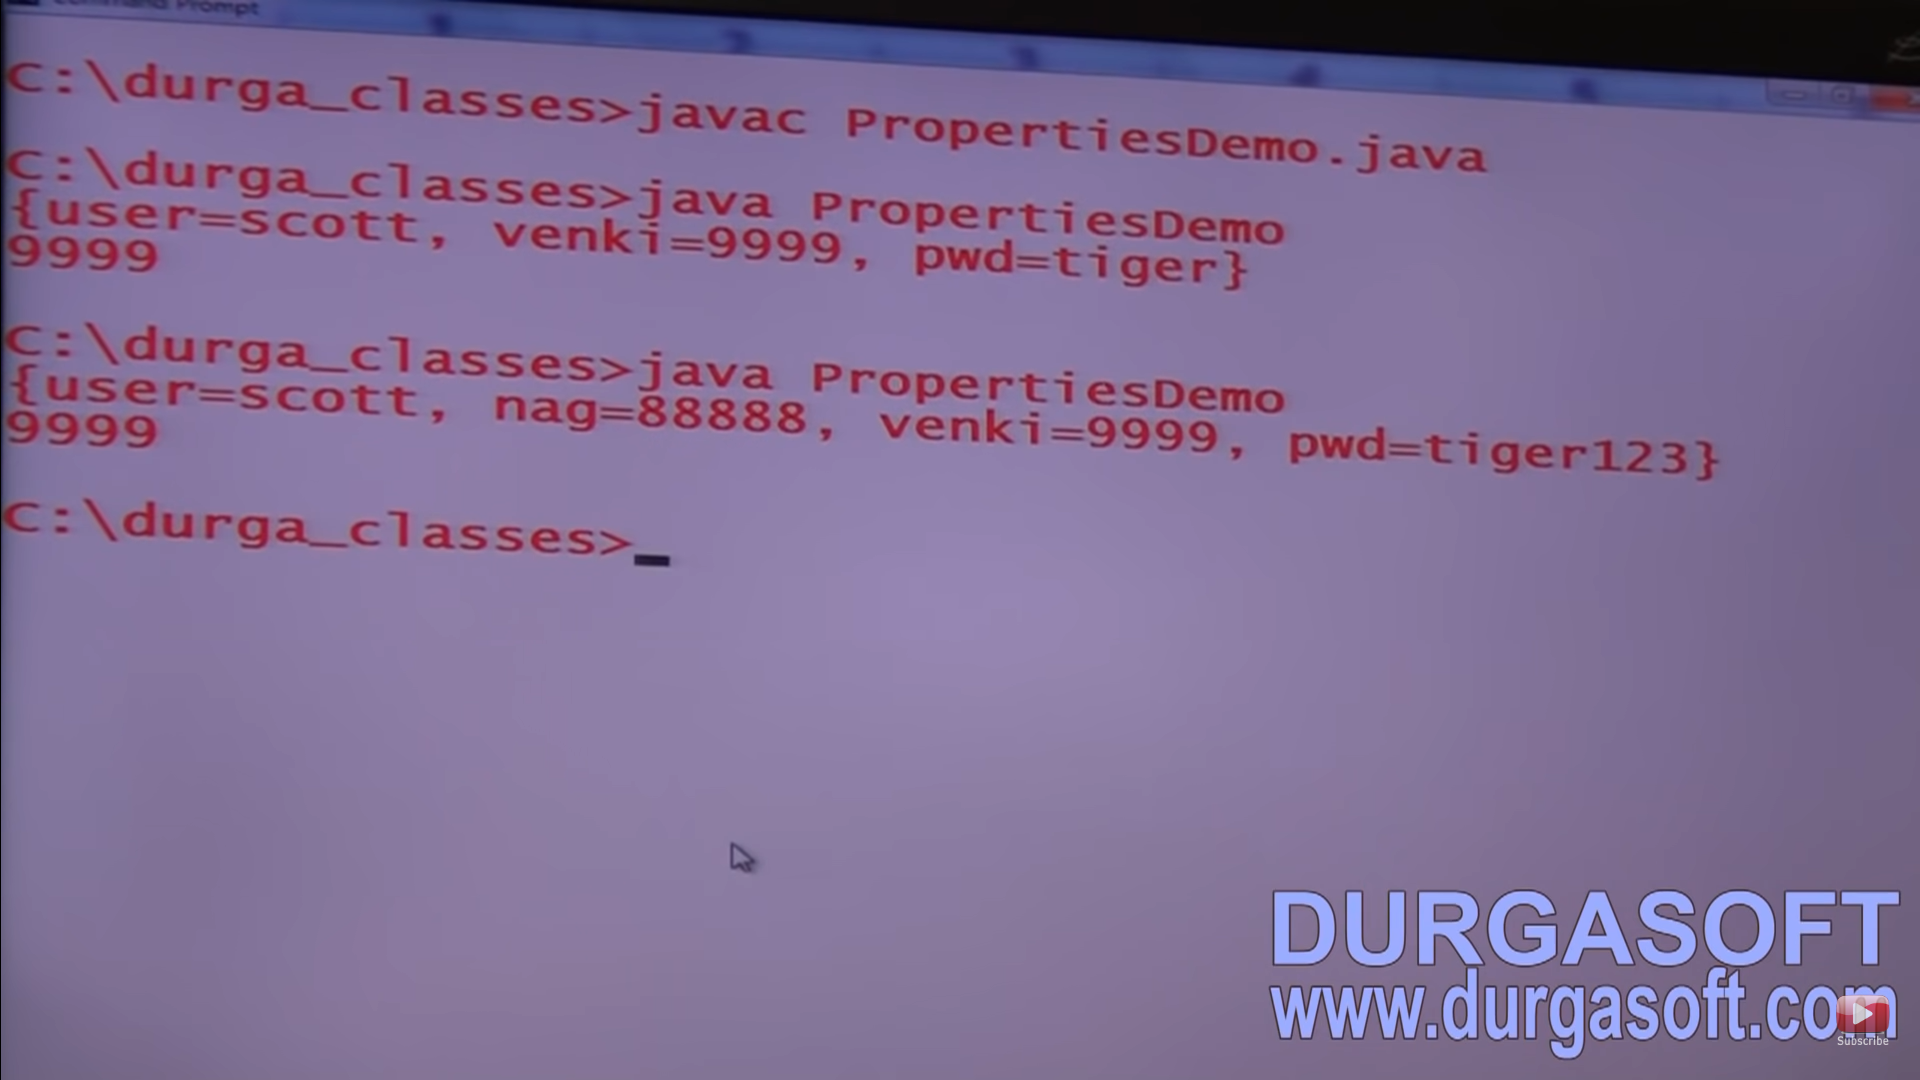 Command Prompt
C:\durga_classes>javac PropertiesDemo.java
C:\durga_classes>java PropertiesDemo
{user=scott, venki=9999, pwd=tiger}
9999
C:\durga_classes>java PropertiesDemo
{user=scott, nag=88888, venki=9999, pwd=tiger123}
9999
C:\durga_classes>_
DURGASOFT
www.durgasoft.com
Subscribe